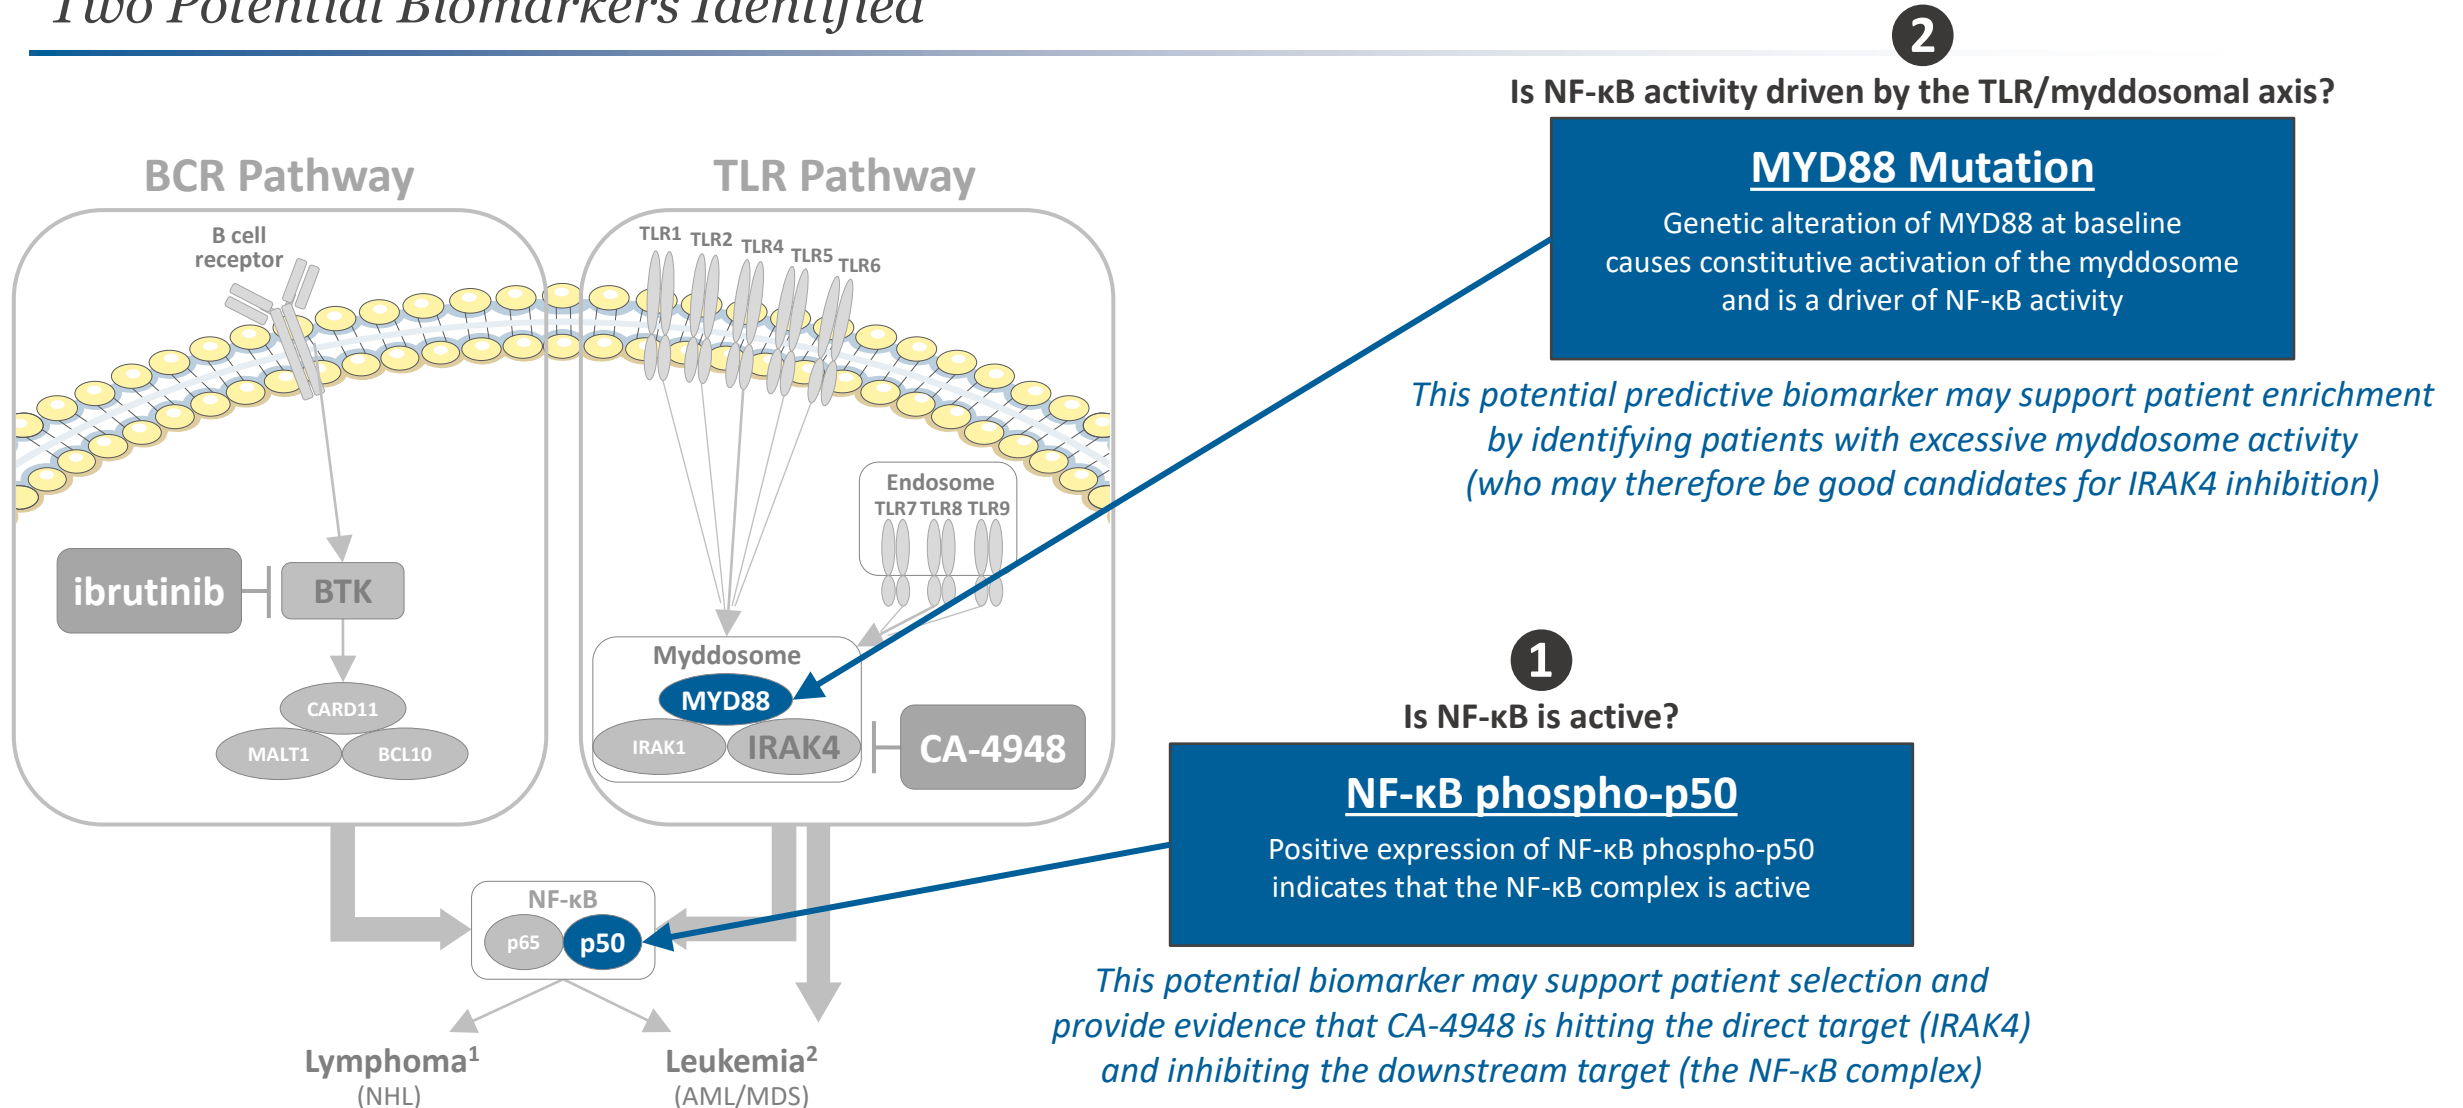 Two Potential Biomarkers Identified
2
Is NF-κB activity driven by the TLR/myddosomal axis?
MYD88 Mutation
Genetic alteration of MYD88 at baseline
causes constitutive activation of the myddosome
and is a driver of NF-κB activity
This potential predictive biomarker may support patient enrichment
by identifying patients with excessive myddosome activity
(who may therefore be good candidates for IRAK4 inhibition)
BCR Pathway
B cell
receptor
ibrutinib
BTK
CARD11
MALT1
BCL10
TLR Pathway
TLR1 TLR2 TLR4 TLR5 TLR6
Endosome
TLR7 TLR8 TLR9
Myddosome
MYD88
IRAK1
IRAK4
CA-4948
1
Is NF-κB is active?
NF-κB phospho-p50
Positive expression of NF-κB phospho-p50
indicates that the NF-κB complex is active
This potential biomarker may support patient selection and
provide evidence that CA-4948 is hitting the direct target (IRAK4)
and inhibiting the downstream target (the NF-κB complex)
NF-κB
p65
p50
Lymphoma¹
(NHL)
Leukemia²
(AML/MDS)